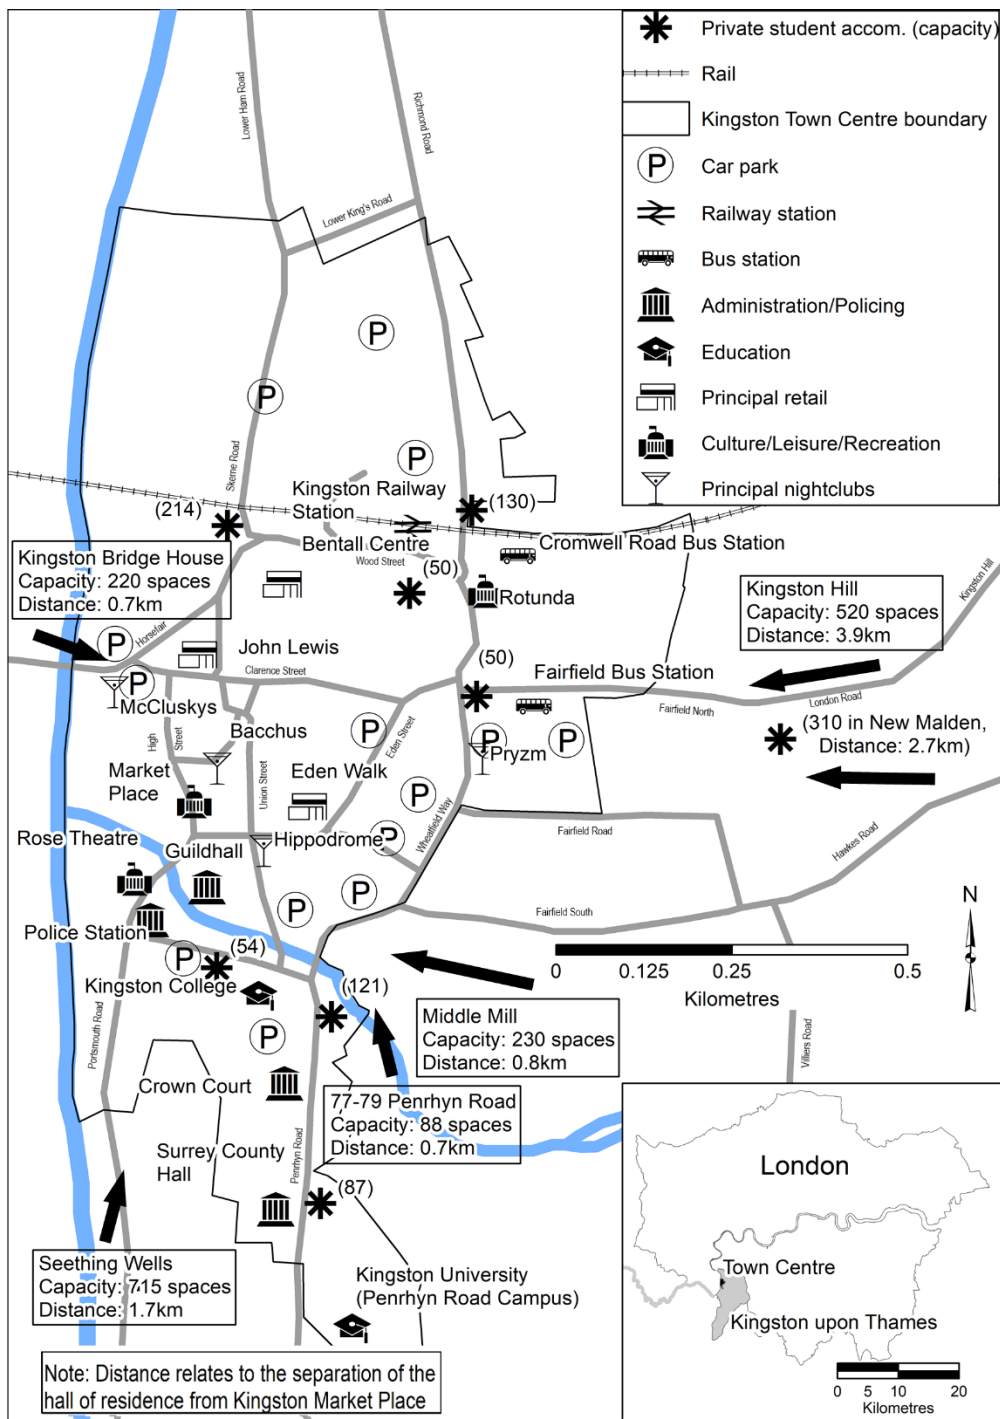 Private student accom. (capacity)
Rail
Kingston Town Centre boundary
P
Car park
Railway station
Bus station
Administration/Policing
Education
Principal retail
Culture/Leisure/Recreation
Principal nightclubs
Lower Ham Road
Richmond Road
Lower King's Road
P
P
P
Skerne Road
(214)
Kingston Railway
Station
(130)
Bentall Centre
Wood Street
Cromwell Road Bus Station
(50)
Rotunda
Kingston Bridge House
Capacity: 220 spaces
Distance: 0.7km
Kingston Hill
Capacity: 520 spaces
Distance: 3.9km
Kingston Hill
P
Horsefair
John Lewis
Clarence Street
(50)
Fairfield Bus Station
Fairfield North
London Road
P
McCluskys
High
Street
Bacchus
P
Eden Street
P
Pryzm
P
(310 in New Malden,
Distance: 2.7km)
Market
Place
Union Street
Eden Walk
P
Wheatfield Way
Fairfield Road
Hawkes Road
Rose Theatre
Guildhall
Hippodrome
P
P
P
Fairfield South
Police Station
P
(54)
Kingston College
N
0
0.125
0.25
0.5
Kilometres
(121)
P
Middle Mill
Capacity: 230 spaces
Distance: 0.8km
Portsmouth Road
Villiers Road
Crown Court
77-79 Penrhyn Road
Capacity: 88 spaces
Distance: 0.7km
Surrey County
Hall
Penrhyn Road
(87)
Seething Wells
Capacity: 715 spaces
Distance: 1.7km
Kingston University
(Penrhyn Road Campus)
London
Town Centre
Kingston upon Thames
0 5 10 20
Kilometres
Note: Distance relates to the separation of the
hall of residence from Kingston Market Place